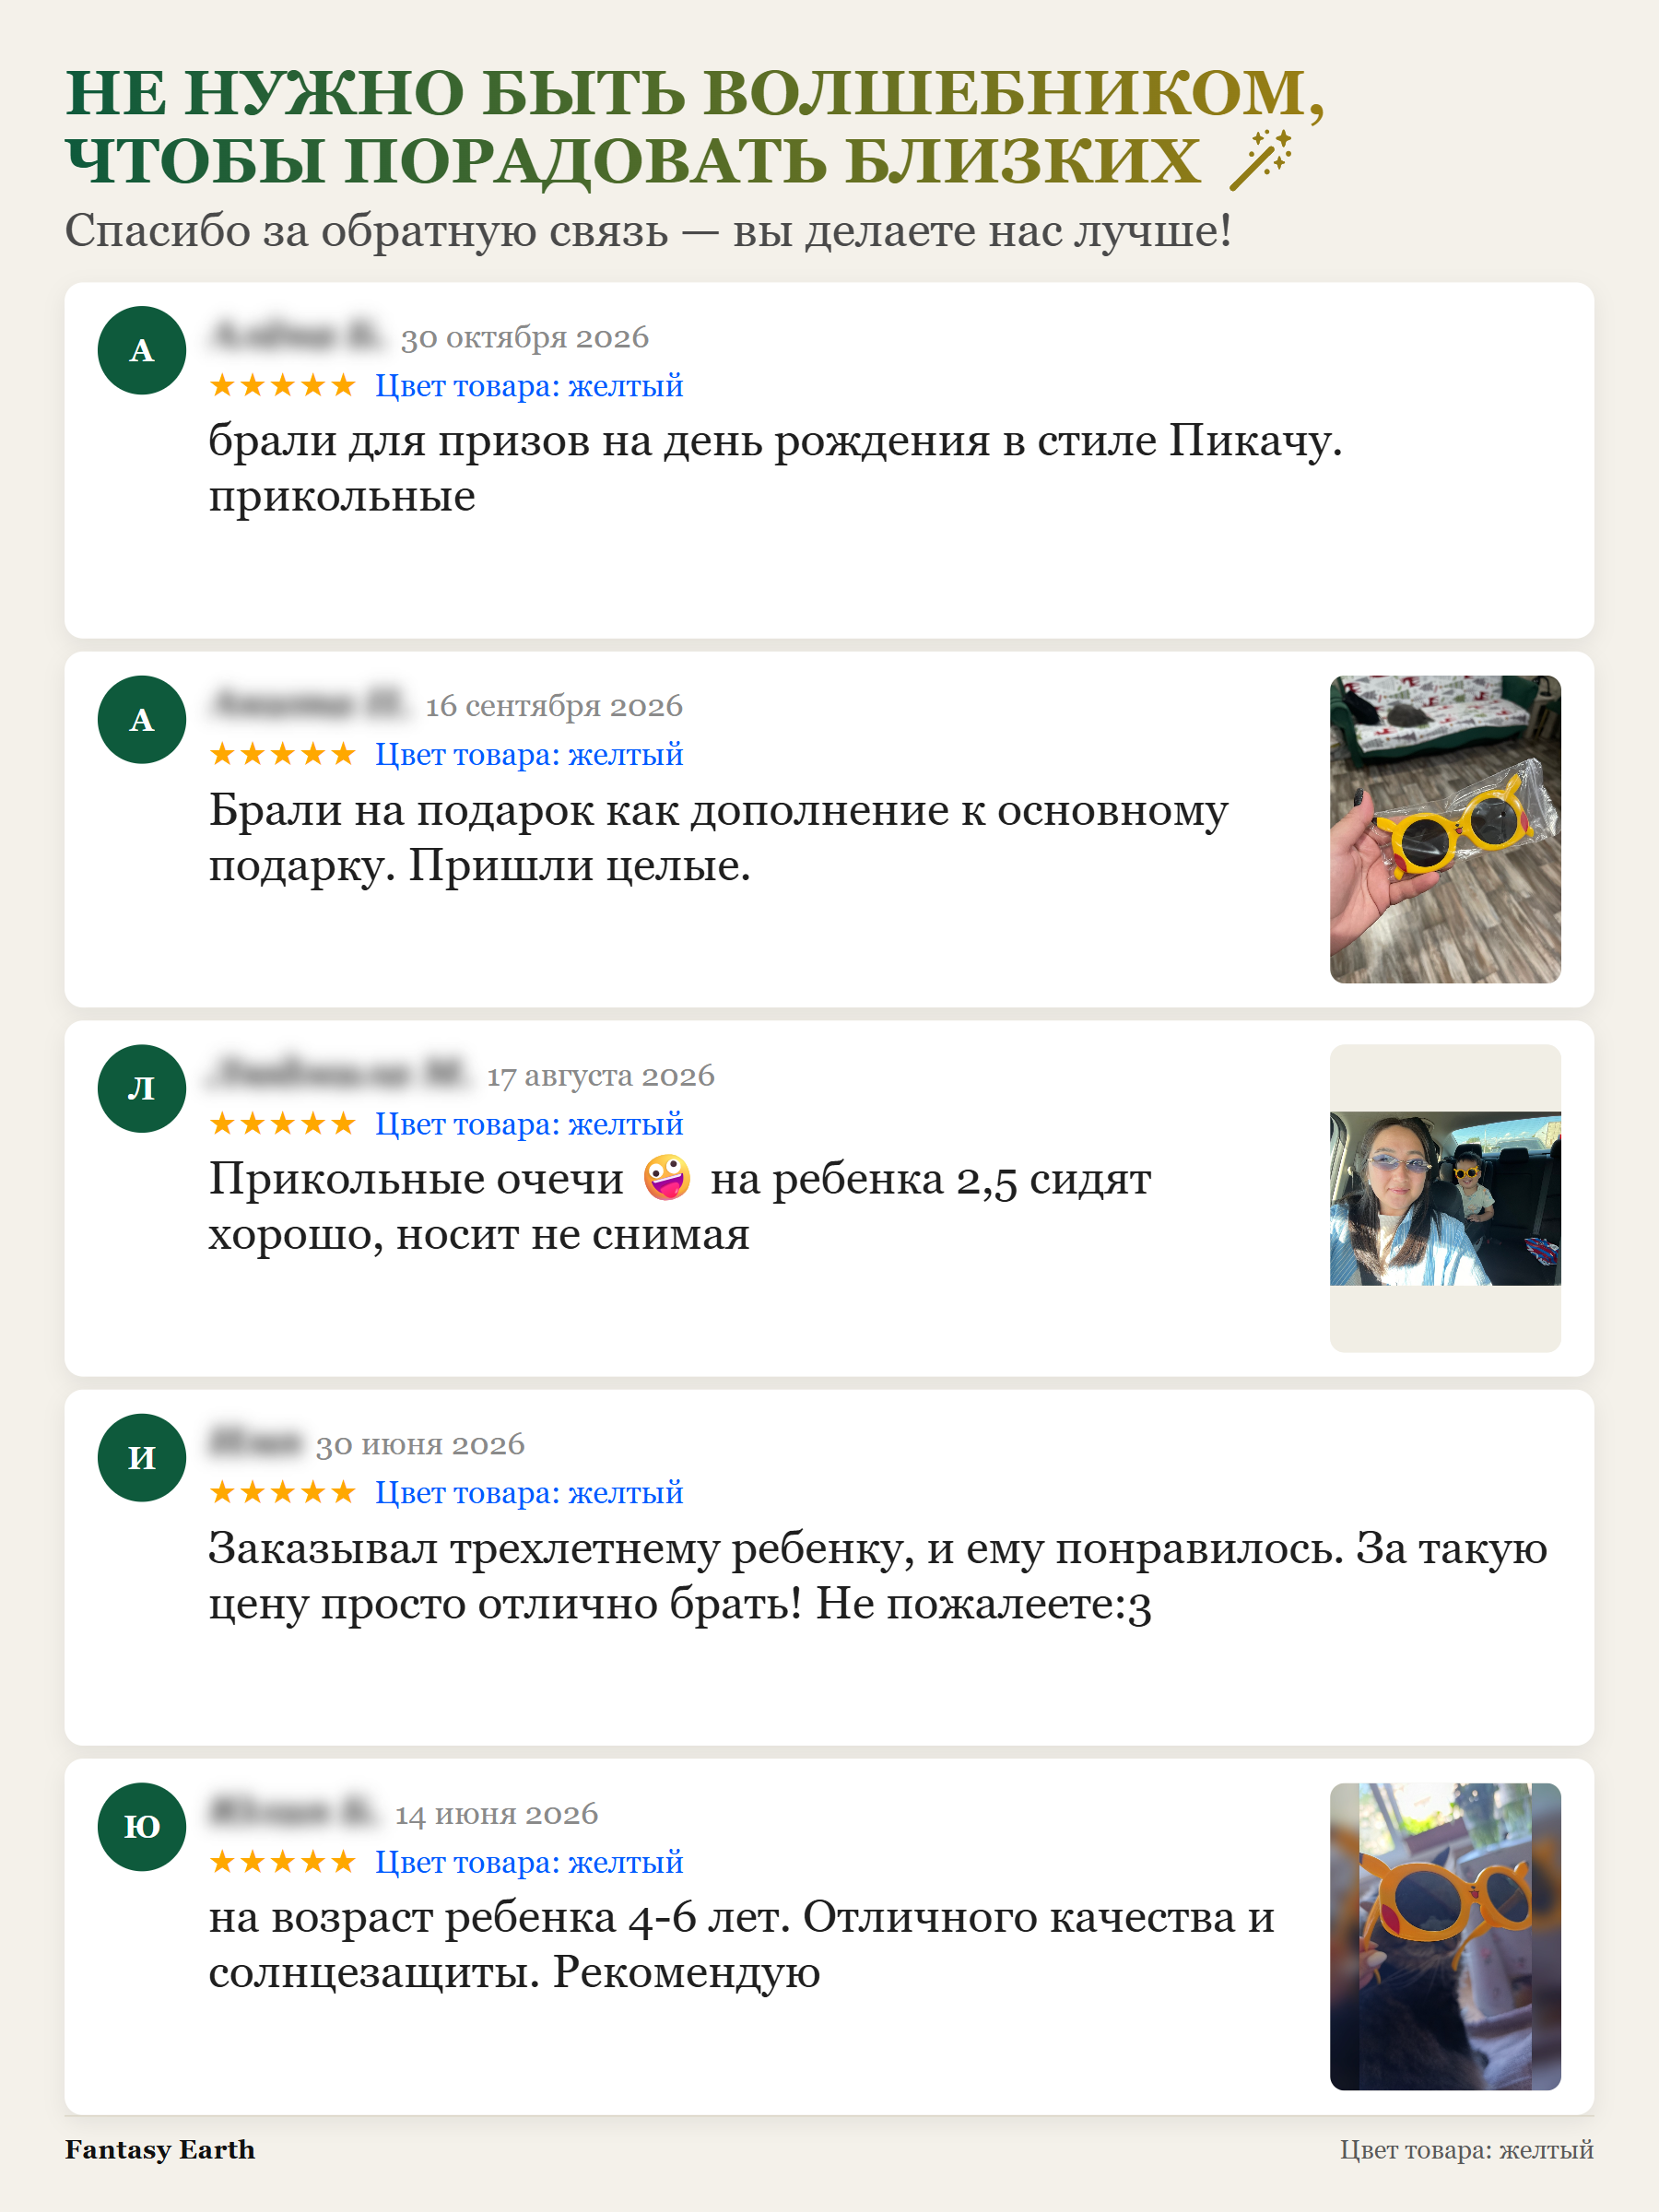 НЕ НУЖНО БЫТЬ ВОЛШЕБНИКОМ,
ЧТОБЫ ПОРАДОВАТЬ БЛИЗКИХ
Спасибо за обратную связь — вы делаете нас лучше!
А
30 октября 2026
★★★★★ Цвет товара: желтый
брали для призов на день рождения в стиле Пикачу.
прикольные
А
16 сентября 2026
★★★★★ Цвет товара: желтый
Брали на подарок как дополнение к основному
подарку. Пришли целые.
Л
17 августа 2026
★★★★★ Цвет товара: желтый
Прикольные очечи 🤪 на ребенка 2,5 сидят
хорошо, носит не снимая
И
30 июня 2026
★★★★★ Цвет товара: желтый
Заказывал трехлетнему ребенку, и ему понравилось. За такую
цену просто отлично брать! Не пожалеете:3
Ю
14 июня 2026
★★★★★ Цвет товара: желтый
на возраст ребенка 4-6 лет. Отличного качества и
солнцезащиты. Рекомендую
Fantasy Earth
Цвет товара: желтый